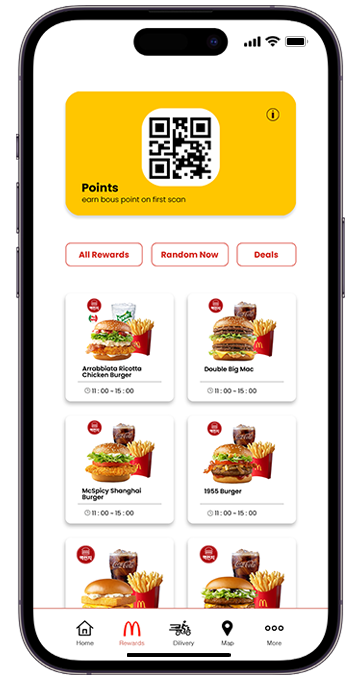 Points
earn bous point on first scan
All Rewards
Random Now
Deals
Arrabbiata Ricotta
Chicken Burger
11 : 00 ~ 15 : 00
Double Big Mac
11 : 00 ~ 15 : 00
McSpicy Shanghai
Burger
11 : 00 ~ 15 : 00
1955 Burger
11 : 00 ~ 15 : 00
Home
Rewards
Dilivery
Map
More